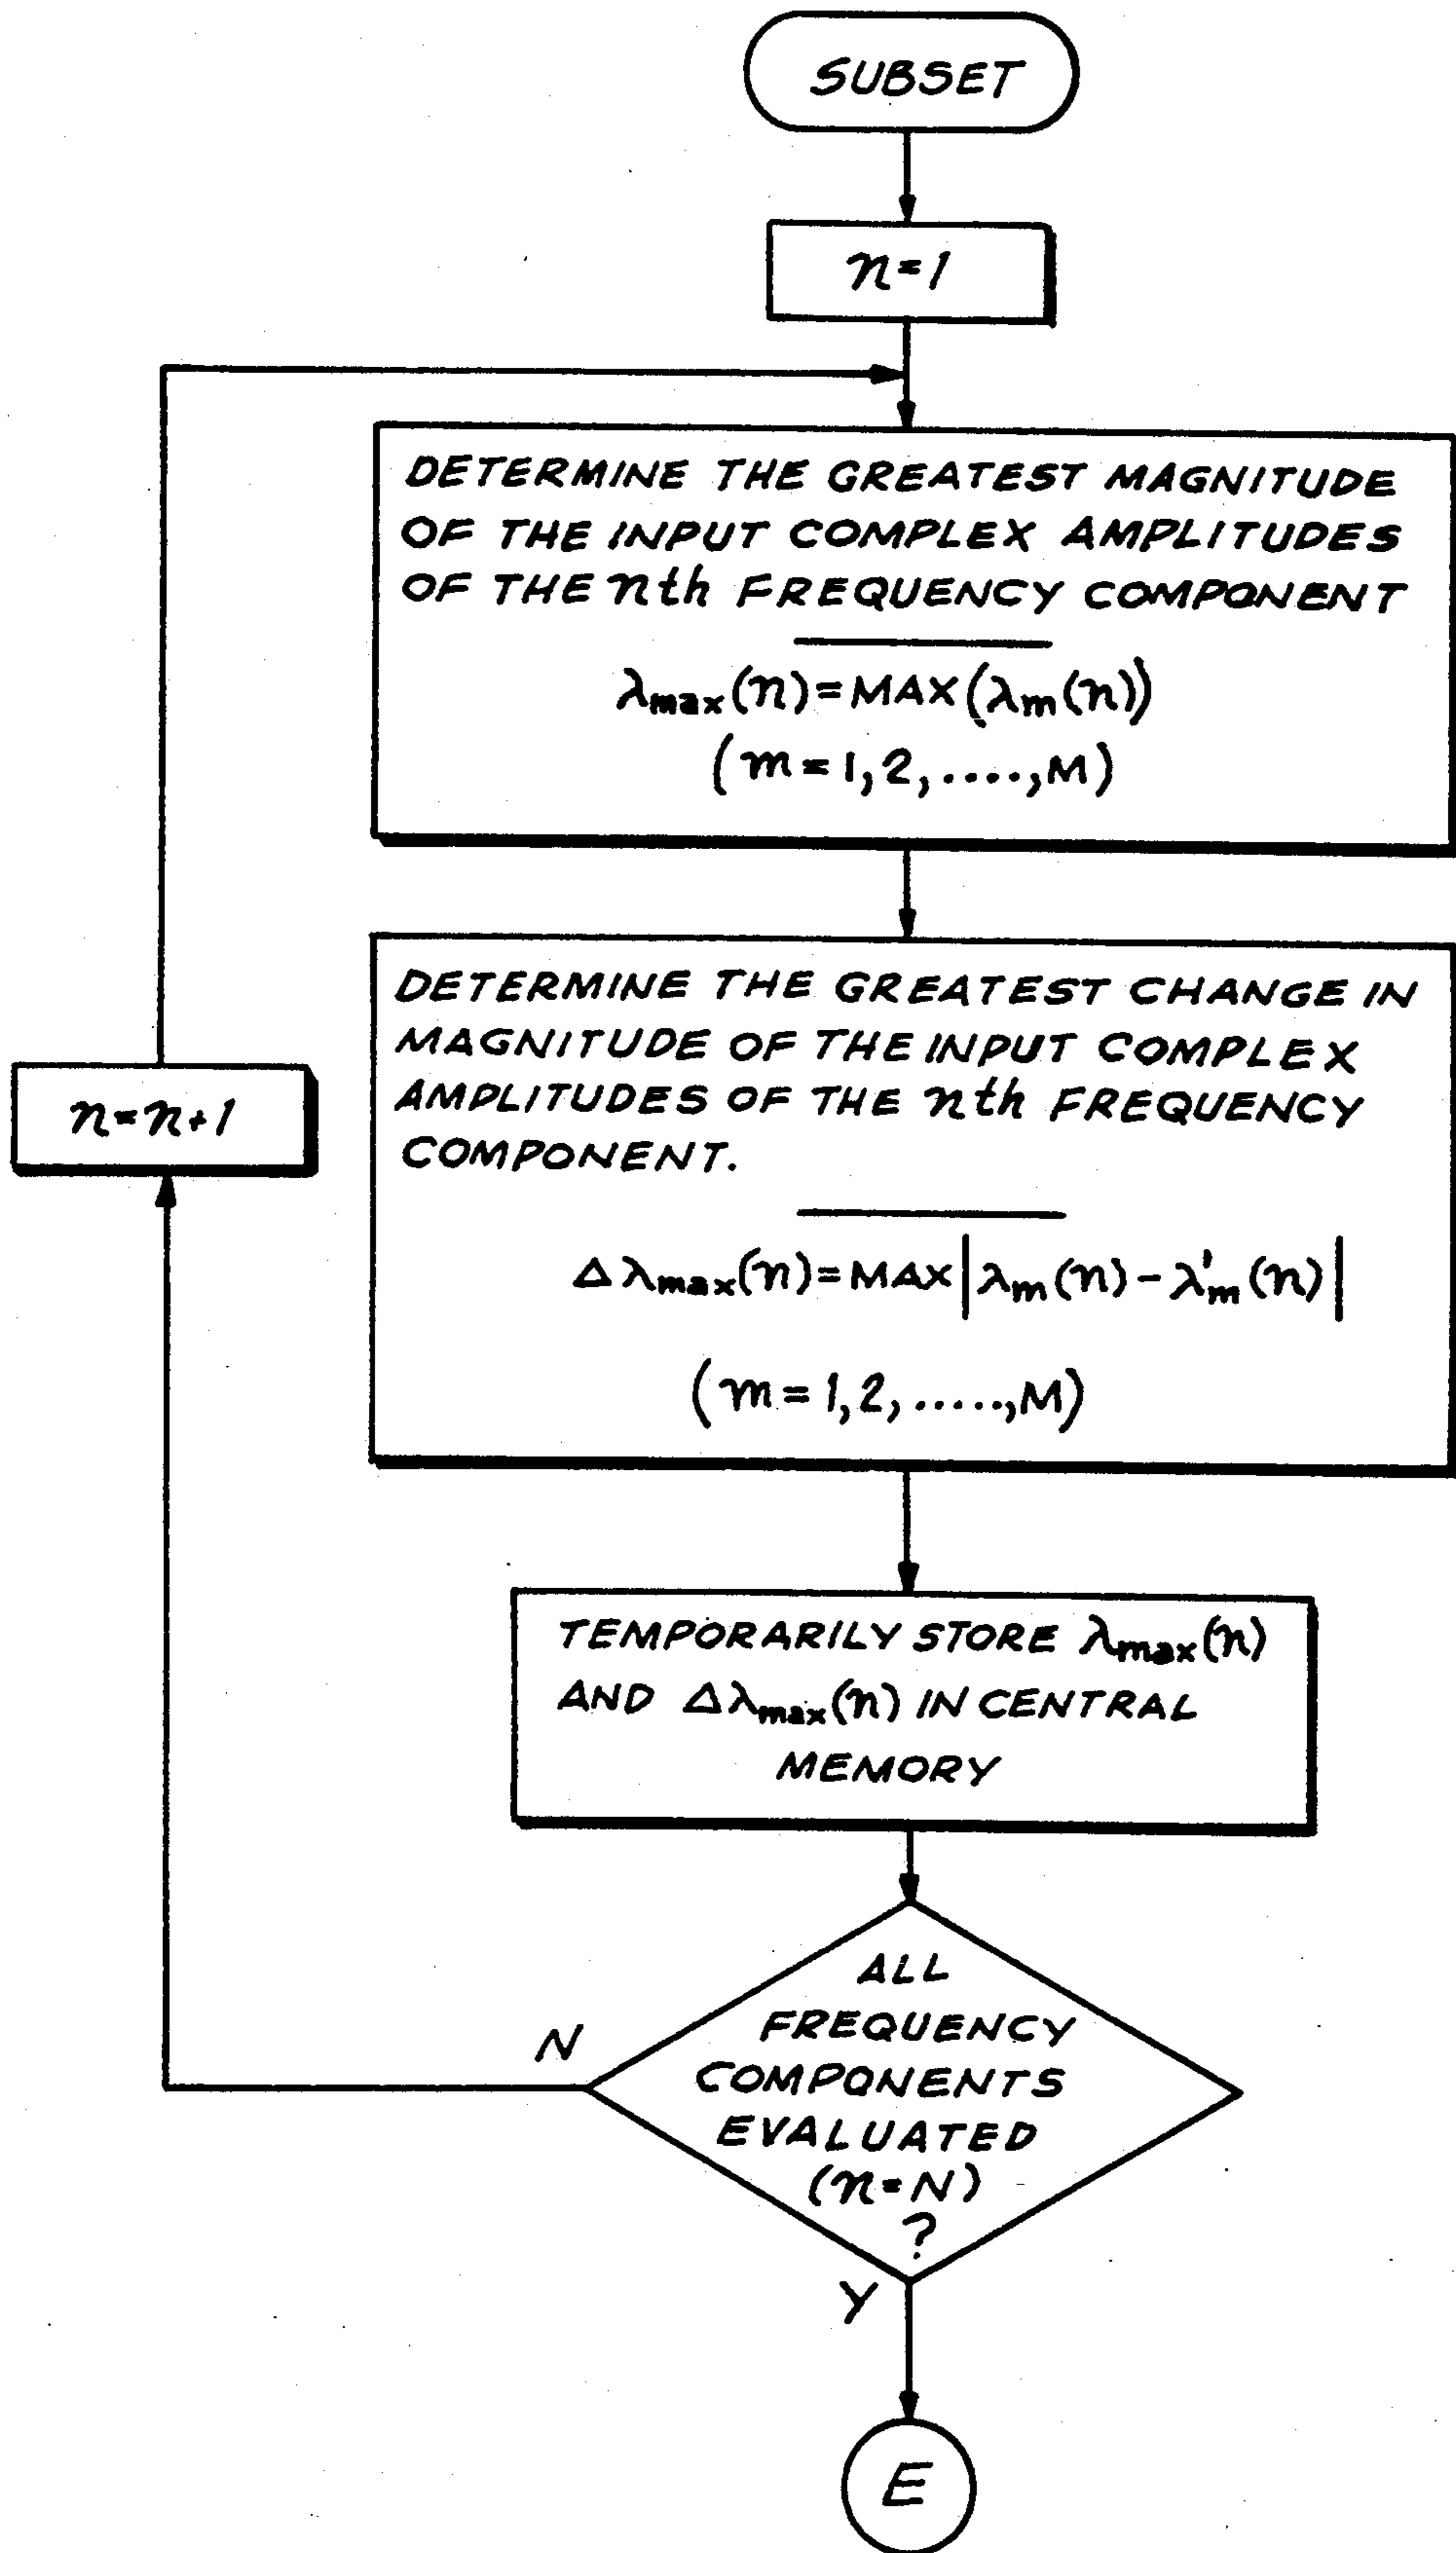 SUBSET
n=1
DETERMINE THE GREATEST MAGNITUDE
OF THE INPUT COMPLEX AMPLITUDES
OF THE nth FREQUENCY COMPONENT
λmax(n)=MAX(λm(n))
(m=1,2,....,M)
DETERMINE THE GREATEST CHANGE IN
MAGNITUDE OF THE INPUT COMPLEX
AMPLITUDES OF THE nth FREQUENCY
COMPONENT.
Δλmax(n)=MAX|λm(n)-λ'm(n)|
(m=1,2,.....,M)
n=n+1
TEMPORARILY STORE λmax(n)
AND Δλmax(n) IN CENTRAL
MEMORY
ALL
FREQUENCY
COMPONENTS
EVALUATED
(n=N)
?
N
Y
E